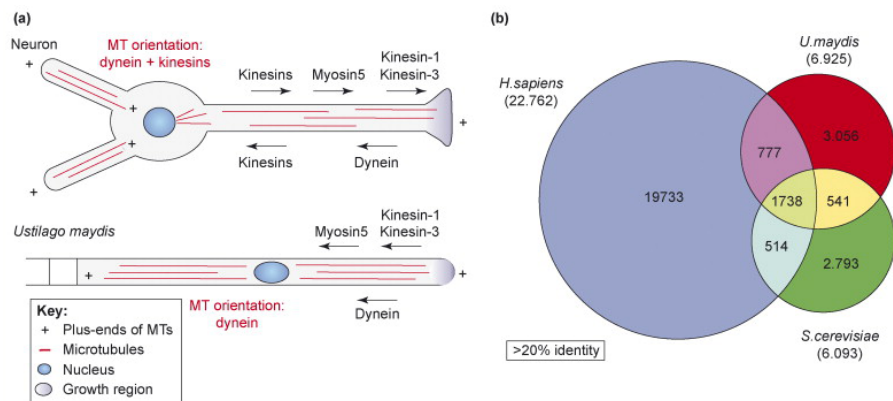 (a)
Neuron
MT orientation:
dynein + kinesins
+
+
+
+
+
Kinesins
Myosin5
Kinesin-1
Kinesin-3
Kinesins
Dynein
Ustilago maydis
Myosin5
Kinesin-1
Kinesin-3
+
+
MT orientation:
dynein
Dynein
Key:
+ Plus-ends of MTs
Microtubules
Nucleus
Growth region
(b)
U.maydis
(6.925)
H.sapiens
(22.762)
3.056
777
19733
1738
541
514
2.793
S.cerevisiae
(6.093)
>20% identity